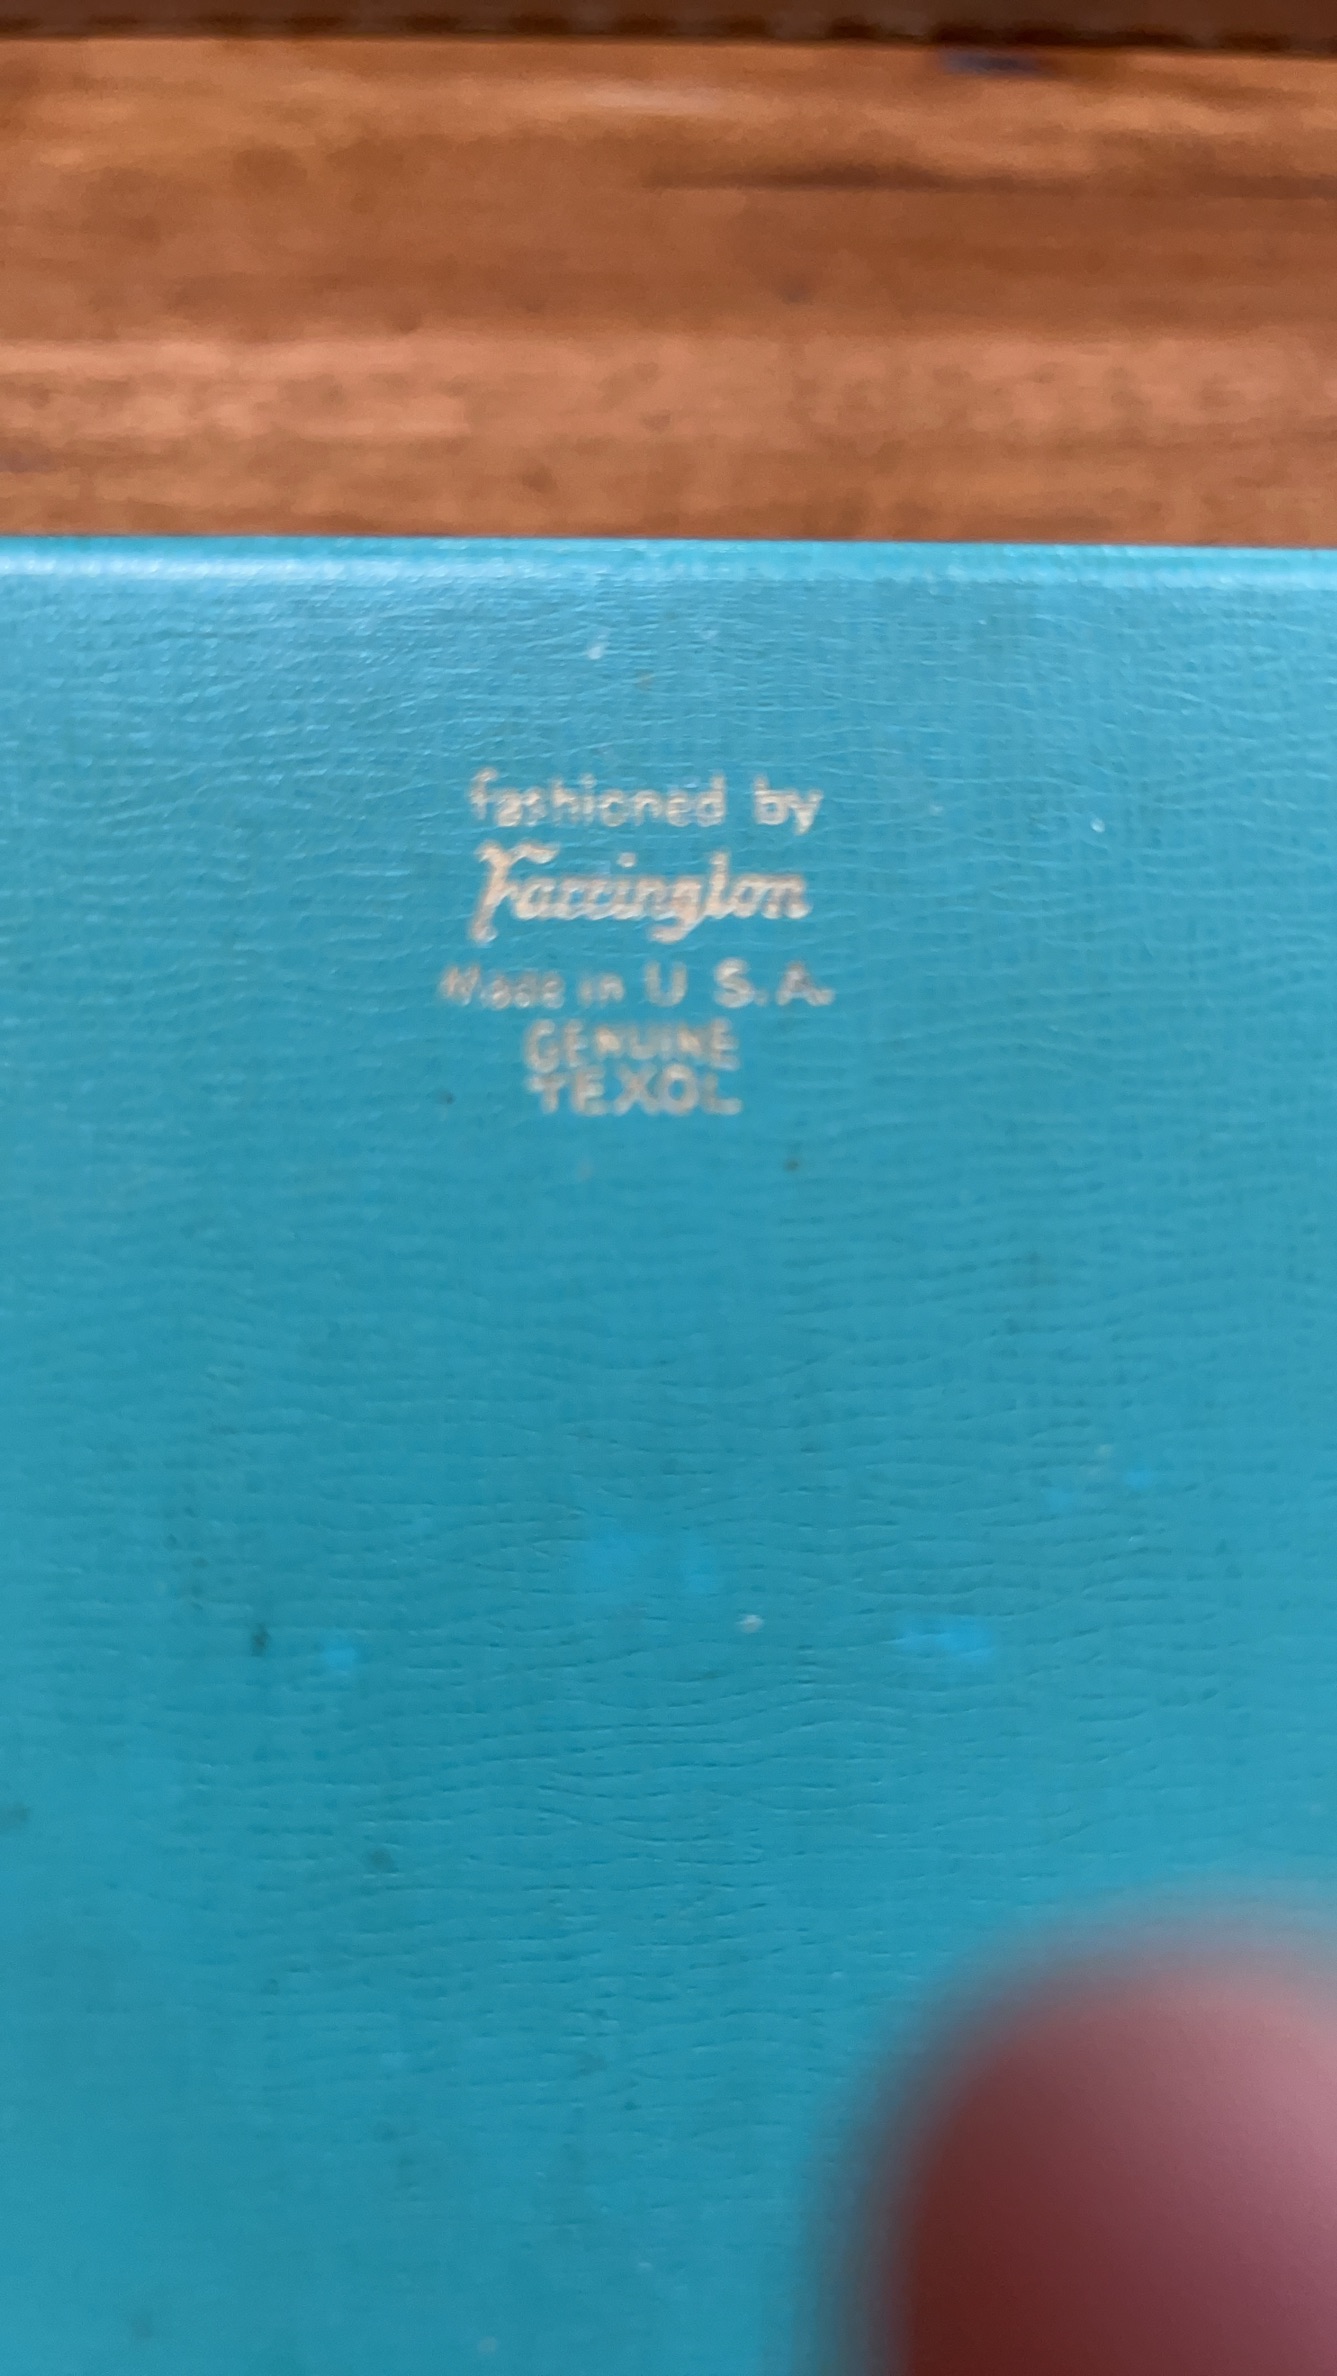 fashioned by
Farrington
Made in U S.A.
GENUINE
TEXOL